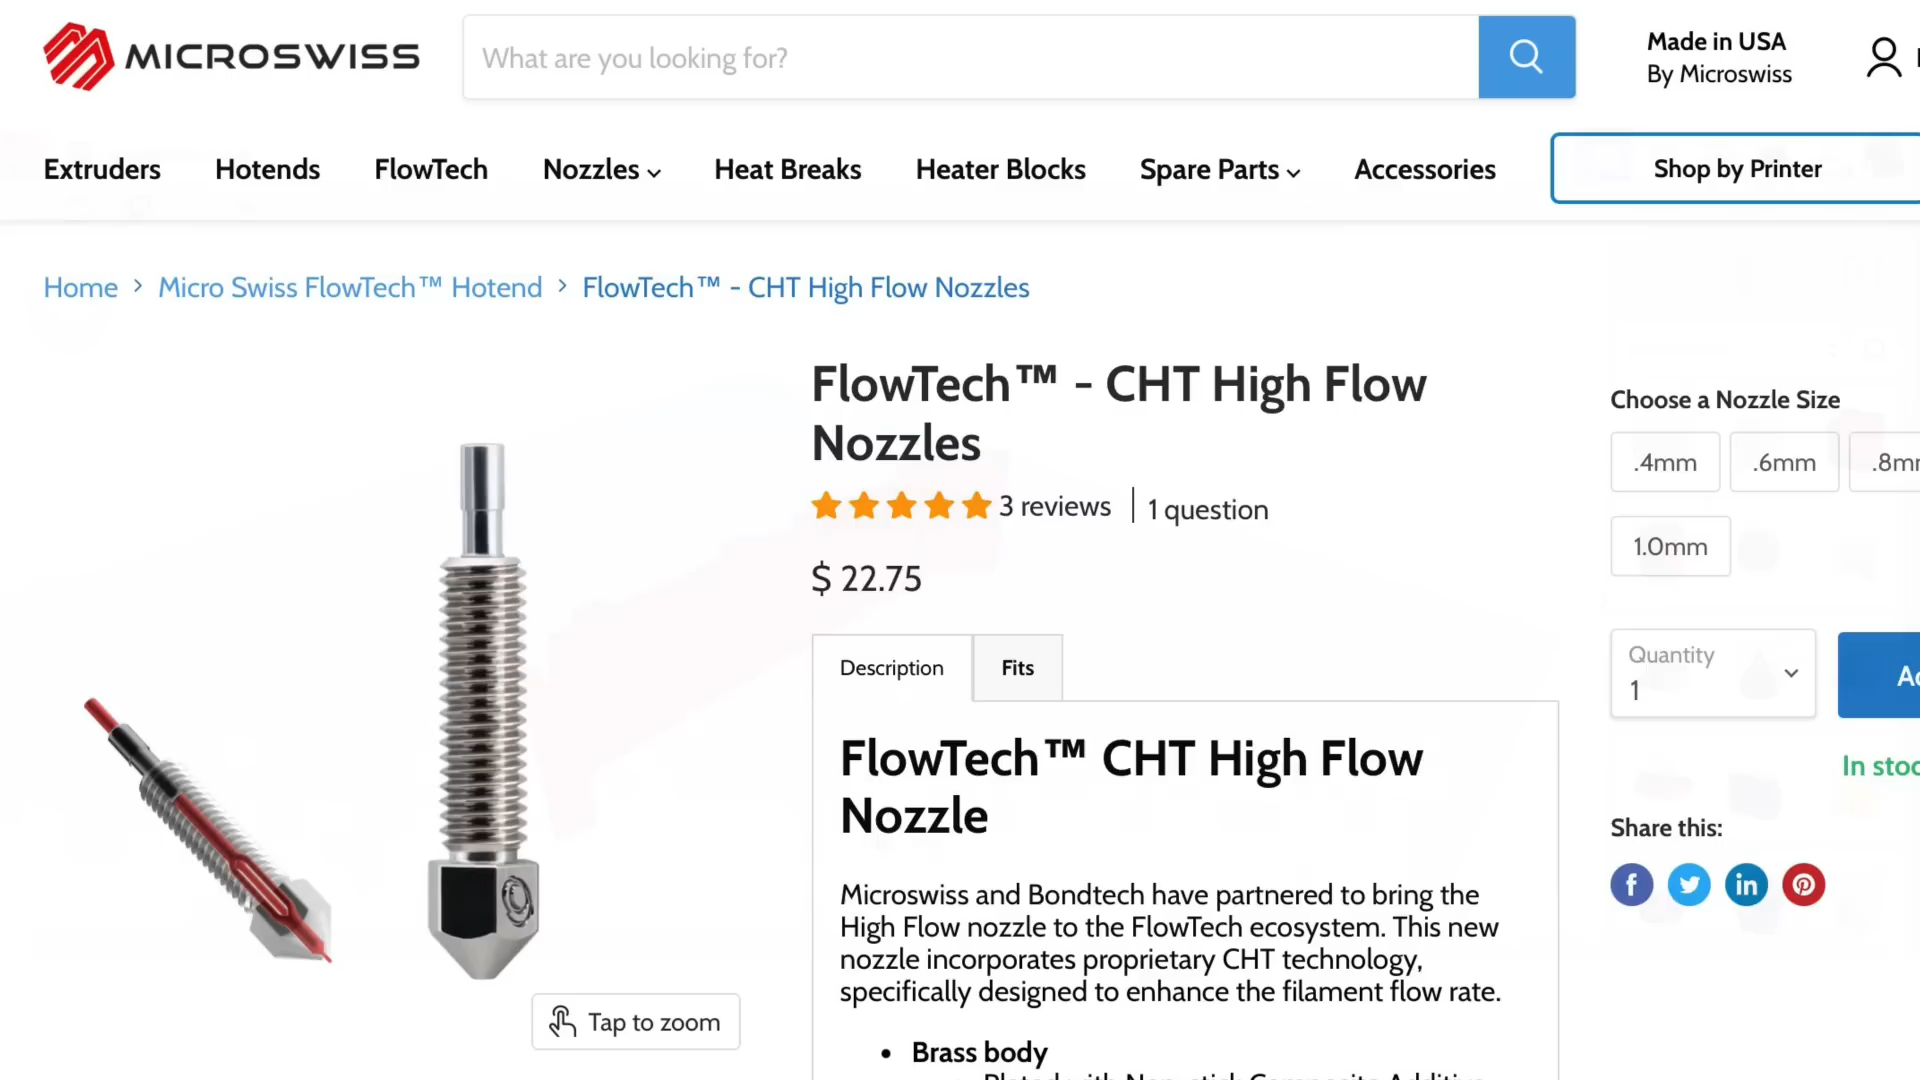 MICROSWISS
What are you looking for?
Made in USA
By Microswiss
Extruders Hotends FlowTech Nozzles Heat Breaks Heater Blocks Spare Parts Accessories Shop by Printer
Home > Micro Swiss FlowTech™ Hotend > FlowTech™ - CHT High Flow Nozzles
FlowTech™ - CHT High Flow
Nozzles
3 reviews | 1 question
$ 22.75
Description Fits
FlowTech™ CHT High Flow
Nozzle
Microswiss and Bondtech have partnered to bring the
High Flow nozzle to the FlowTech ecosystem. This new
nozzle incorporates proprietary CHT technology,
specifically designed to enhance the filament flow rate.
• Brass body
Tap to zoom
Choose a Nozzle Size
.4mm .6mm
1.0mm
Quantity
1
In
Share this: